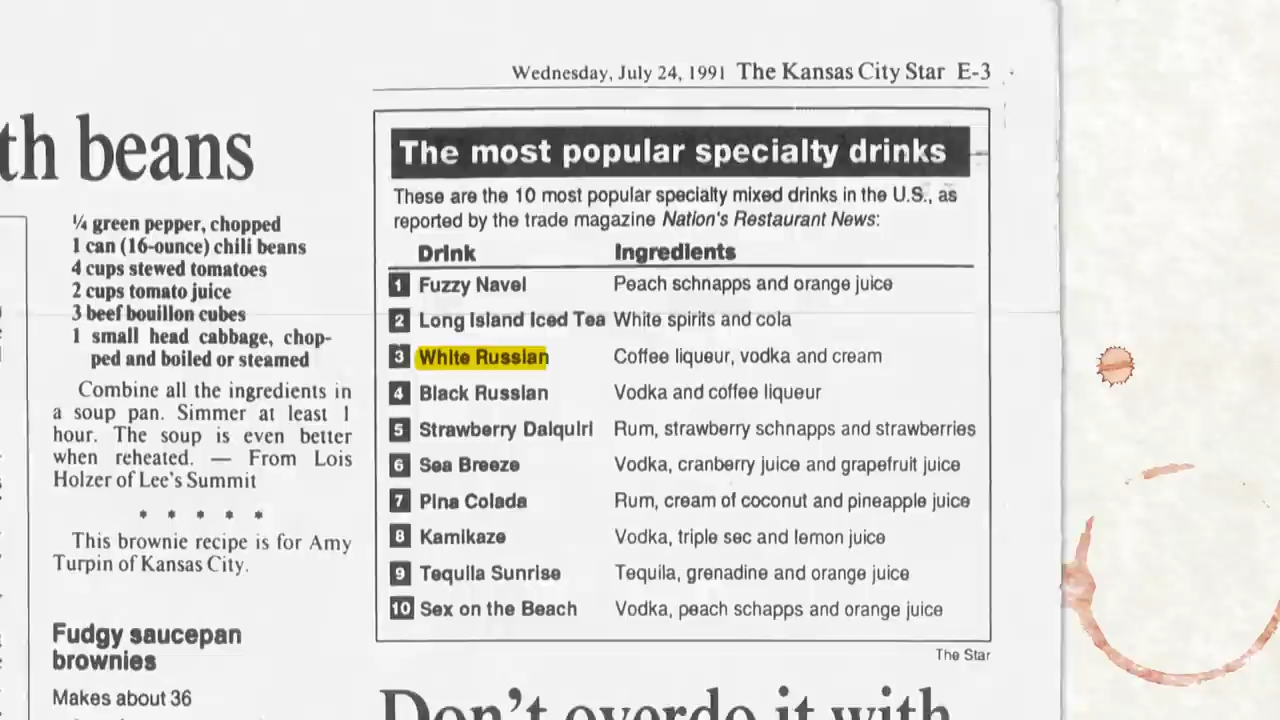 Wednesday, July 24, 1991 The Kansas City Star E-3
th beans
¼ green pepper, chopped
1 can (16-ounce) chili beans
4 cups stewed tomatoes
2 cups tomato juice
3 beef bouillon cubes
1 small head cabbage, chop-
ped and boiled or steamed
Combine all the ingredients in
a soup pan. Simmer at least 1
hour. The soup is even better
when reheated. — From Lois
Holzer of Lee's Summit
* * * * *
This brownie recipe is for Amy
Turpin of Kansas City.
Fudgy saucepan
brownies
Makes about 36
The most popular specialty drinks
These are the 10 most popular specialty mixed drinks in the U.S., as
reported by the trade magazine Nation's Restaurant News:
Drink Ingredients
1 Fuzzy Navel Peach schnapps and orange juice
2 Long Island Iced Tea White spirits and cola
3 White Russian Coffee liqueur, vodka and cream
4 Black Russian Vodka and coffee liqueur
5 Strawberry Daiquiri Rum, strawberry schnapps and strawberries
6 Sea Breeze Vodka, cranberry juice and grapefruit juice
7 Pina Colada Rum, cream of coconut and pineapple juice
8 Kamikaze Vodka, triple sec and lemon juice
9 Tequila Sunrise Tequila, grenadine and orange juice
10 Sex on the Beach Vodka, peach schapps and orange juice
The Star
Don't overdo it with